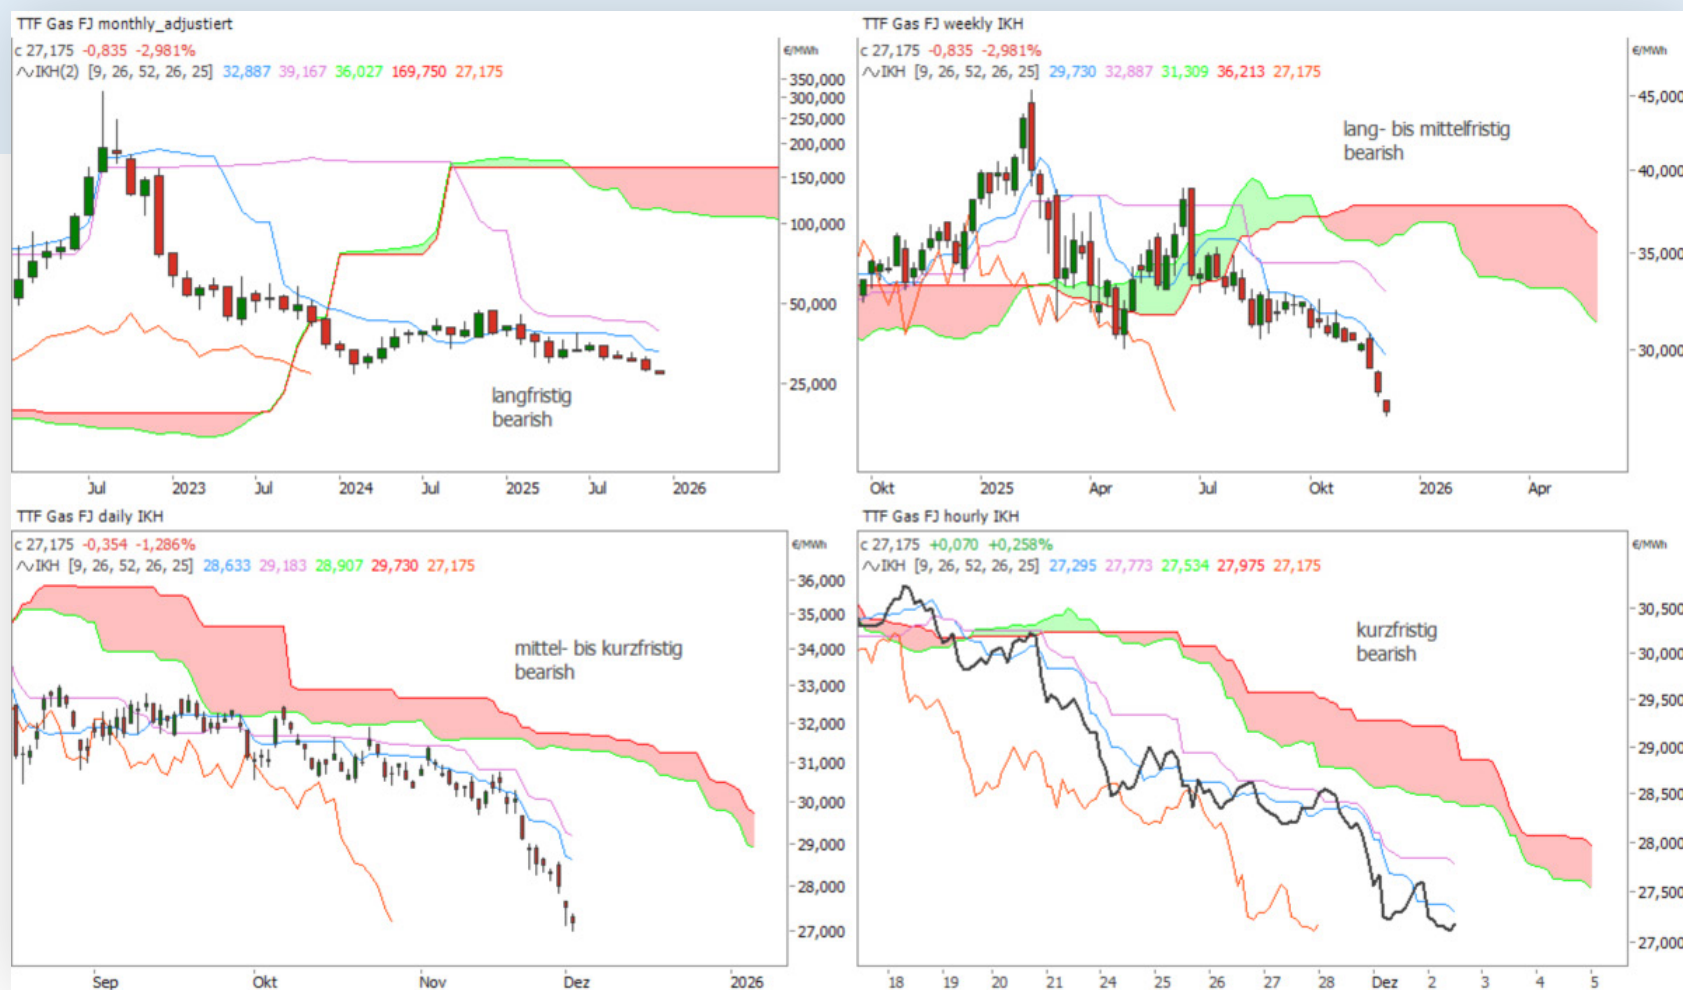 TTF Gas FJ monthly_adjustiert
c 27,175 -0,835 -2,981%
€/MWh
IKH(2) [9, 26, 52, 26, 25] 32,887 39,167 36,027 169,750 27,175
350,000
300,000
250,000
200,000
150,000
100,000
50,000
25,000
langfristig
bearish
Jul 2023 Jul 2024 Jul 2025 Jul 2026
TTF Gas FJ weekly IKH
c 27,175 -0,835 -2,981%
€/MWh
IKH [9, 26, 52, 26, 25] 29,730 32,887 31,309 36,213 27,175
45,000
lang- bis mittelfristig
bearish
40,000
35,000
30,000
Okt 2025 Apr Jul Okt 2026 Apr
TTF Gas FJ daily IKH
c 27,175 -0,354 -1,286%
€/MWh
IKH [9, 26, 52, 26, 25] 28,633 29,183 28,907 29,730 27,175
36,000
35,000
mittel- bis kurzfristig
bearish
34,000
33,000
32,000
31,000
30,000
29,000
28,000
27,000
Sep Okt Nov Dez 2026
TTF Gas FJ hourly IKH
c 27,175 +0,070 +0,258%
€/MWh
IKH [9, 26, 52, 26, 25] 27,295 27,773 27,534 27,975 27,175
30,500
kurzfristig
bearish
30,000
29,500
29,000
28,500
28,000
27,500
27,000
18 19 20 21 24 25 26 27 28 Dez 2 3 4 5